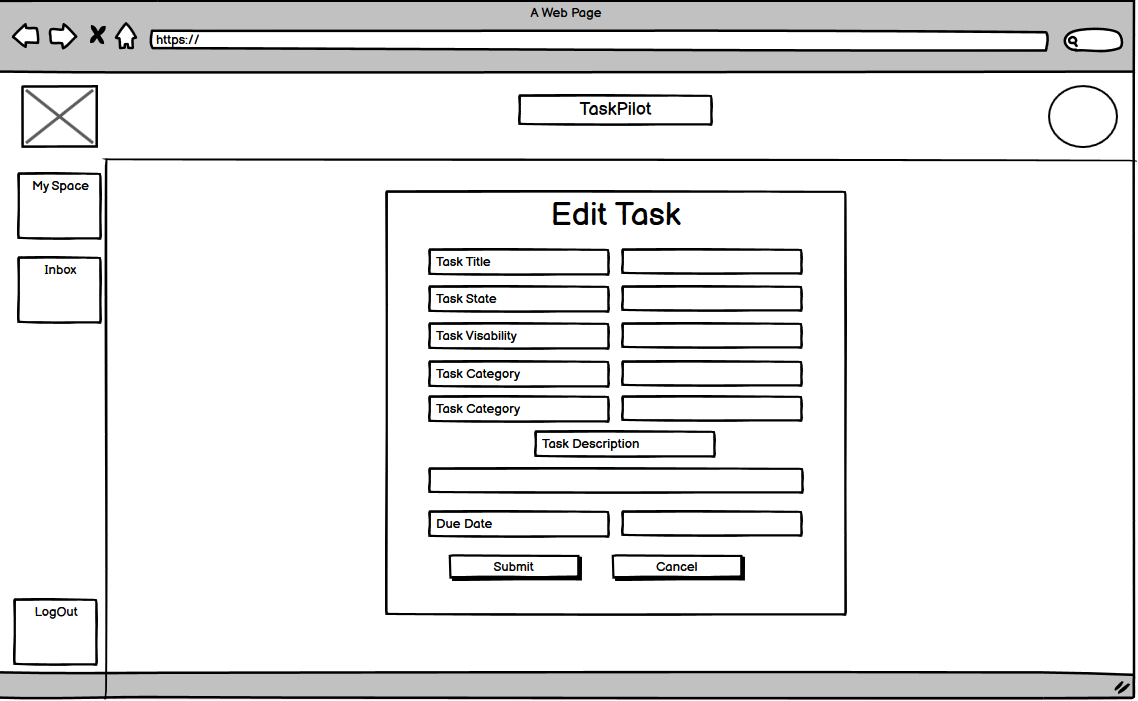 A Web Page
https://
TaskPilot
My Space
Inbox
LogOut
Edit Task
Task Title
Task State
Task Visability
Task Category
Task Category
Task Description
Due Date
Submit
Cancel